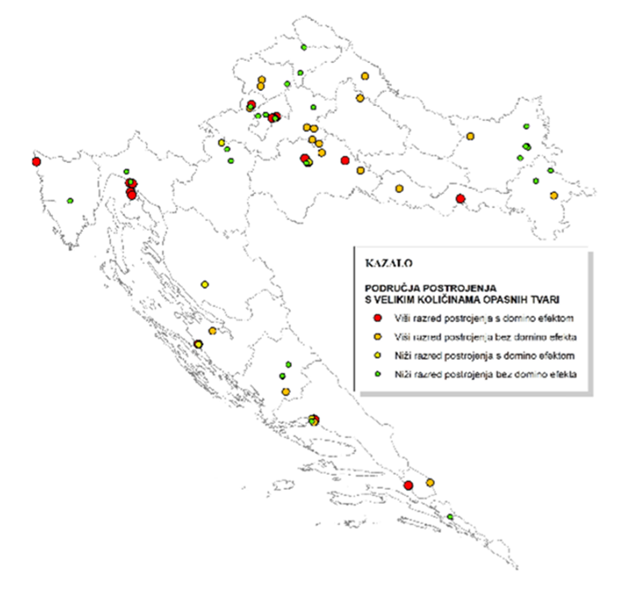 KAZALO
PODRUČJA POSTROJENJA
S VELIKIM KOLIČINAMA OPASNIH TVARI
Viši razred postrojenja s domino efektom
Viši razred postrojenja bez domino efekta
Niži razred postrojenja s domino efektom
Niži razred postrojenja bez domino efekta